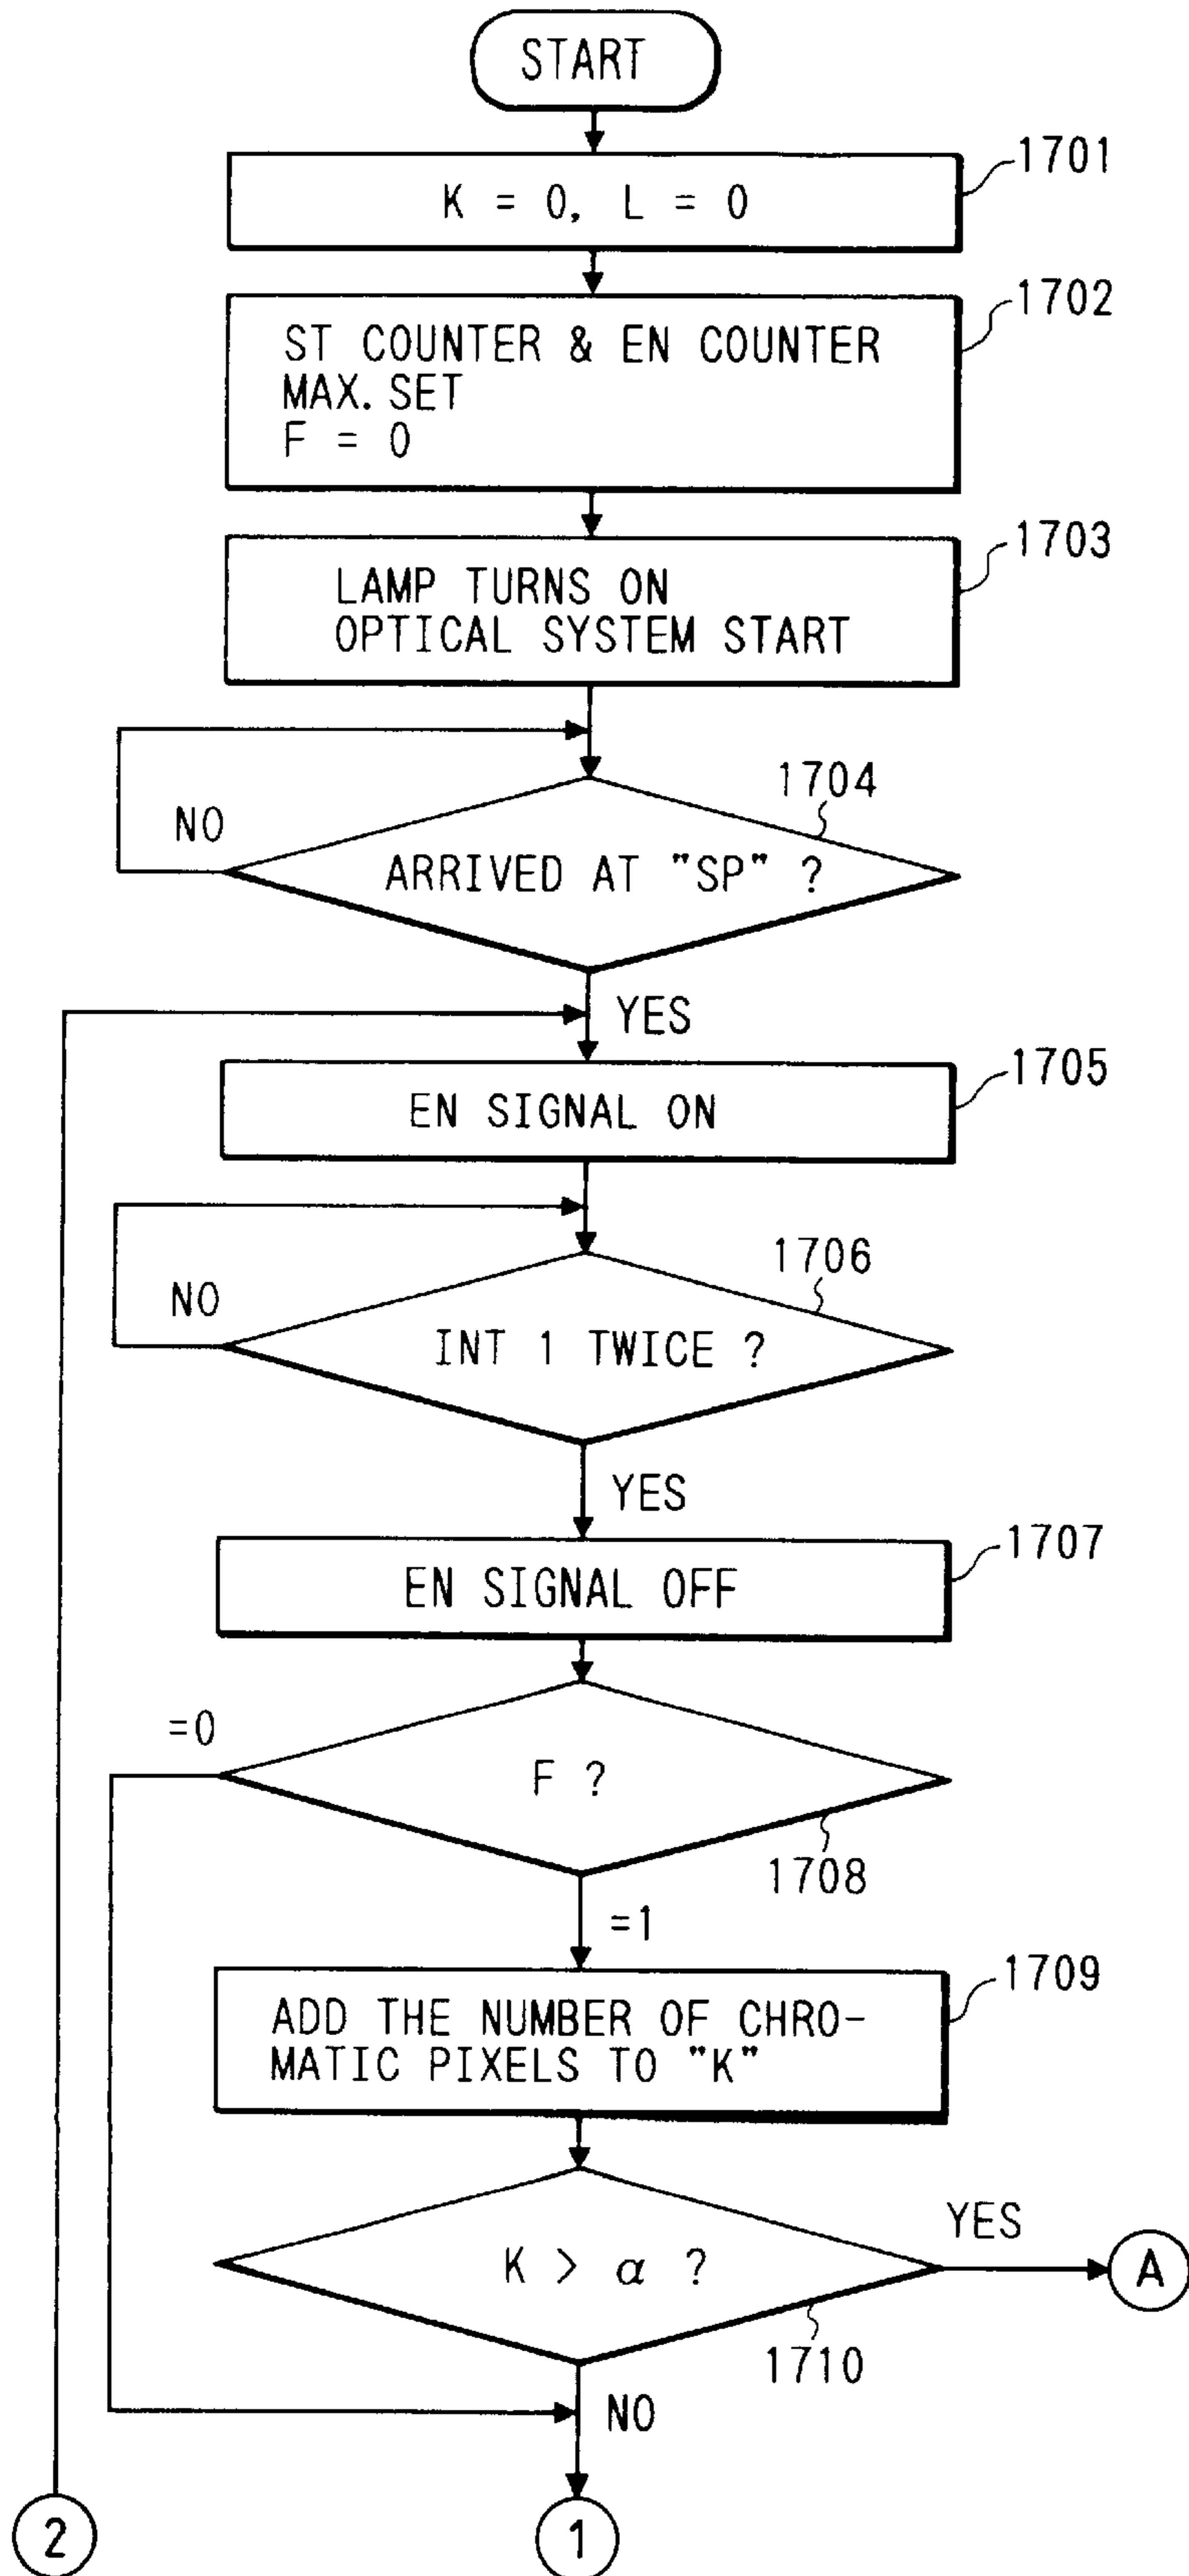 START
1701
K = 0, L = 0
1702
ST COUNTER & EN COUNTER
MAX. SET
F = 0
1703
LAMP TURNS ON
OPTICAL SYSTEM START
1704
NO
ARRIVED AT "SP" ?
YES
1705
EN SIGNAL ON
1706
NO
INT 1 TWICE ?
YES
1707
EN SIGNAL OFF
=0
F ?
1708
=1
1709
ADD THE NUMBER OF CHRO-
MATIC PIXELS TO "K"
YES
K > α ?
A
1710
NO
2
1